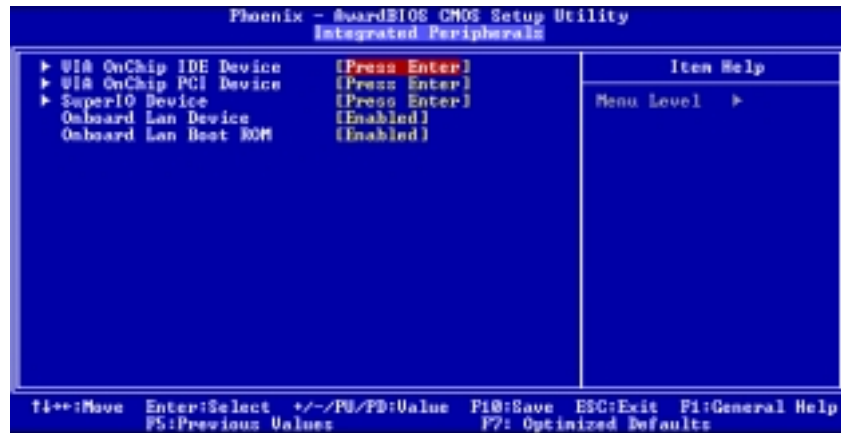 Phoenix - AwardBIOS CMOS Setup Utility
Integrated Peripherals
▶ VIA OnChip IDE Device [Press Enter]
▶ VIA OnChip PCI Device [Press Enter]
▶ SuperIO Device [Press Enter]
Onboard Lan Device [Enabled]
Onboard Lan Boot ROM [Enabled]
Item Help
Menu Level ▶
↑↓↔:Move Enter:Select +/-/PU/PD:Value F10:Save ESC:Exit F1:General Help
F5:Previous Values F7: Optimized Defaults